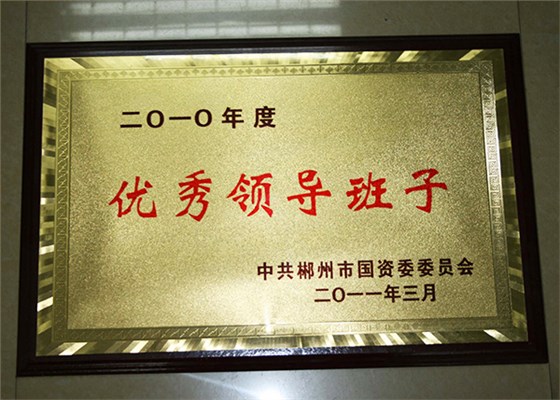 二〇一〇年度
优秀领导班子
中共郴州市国资委委员会
二〇一一年三月